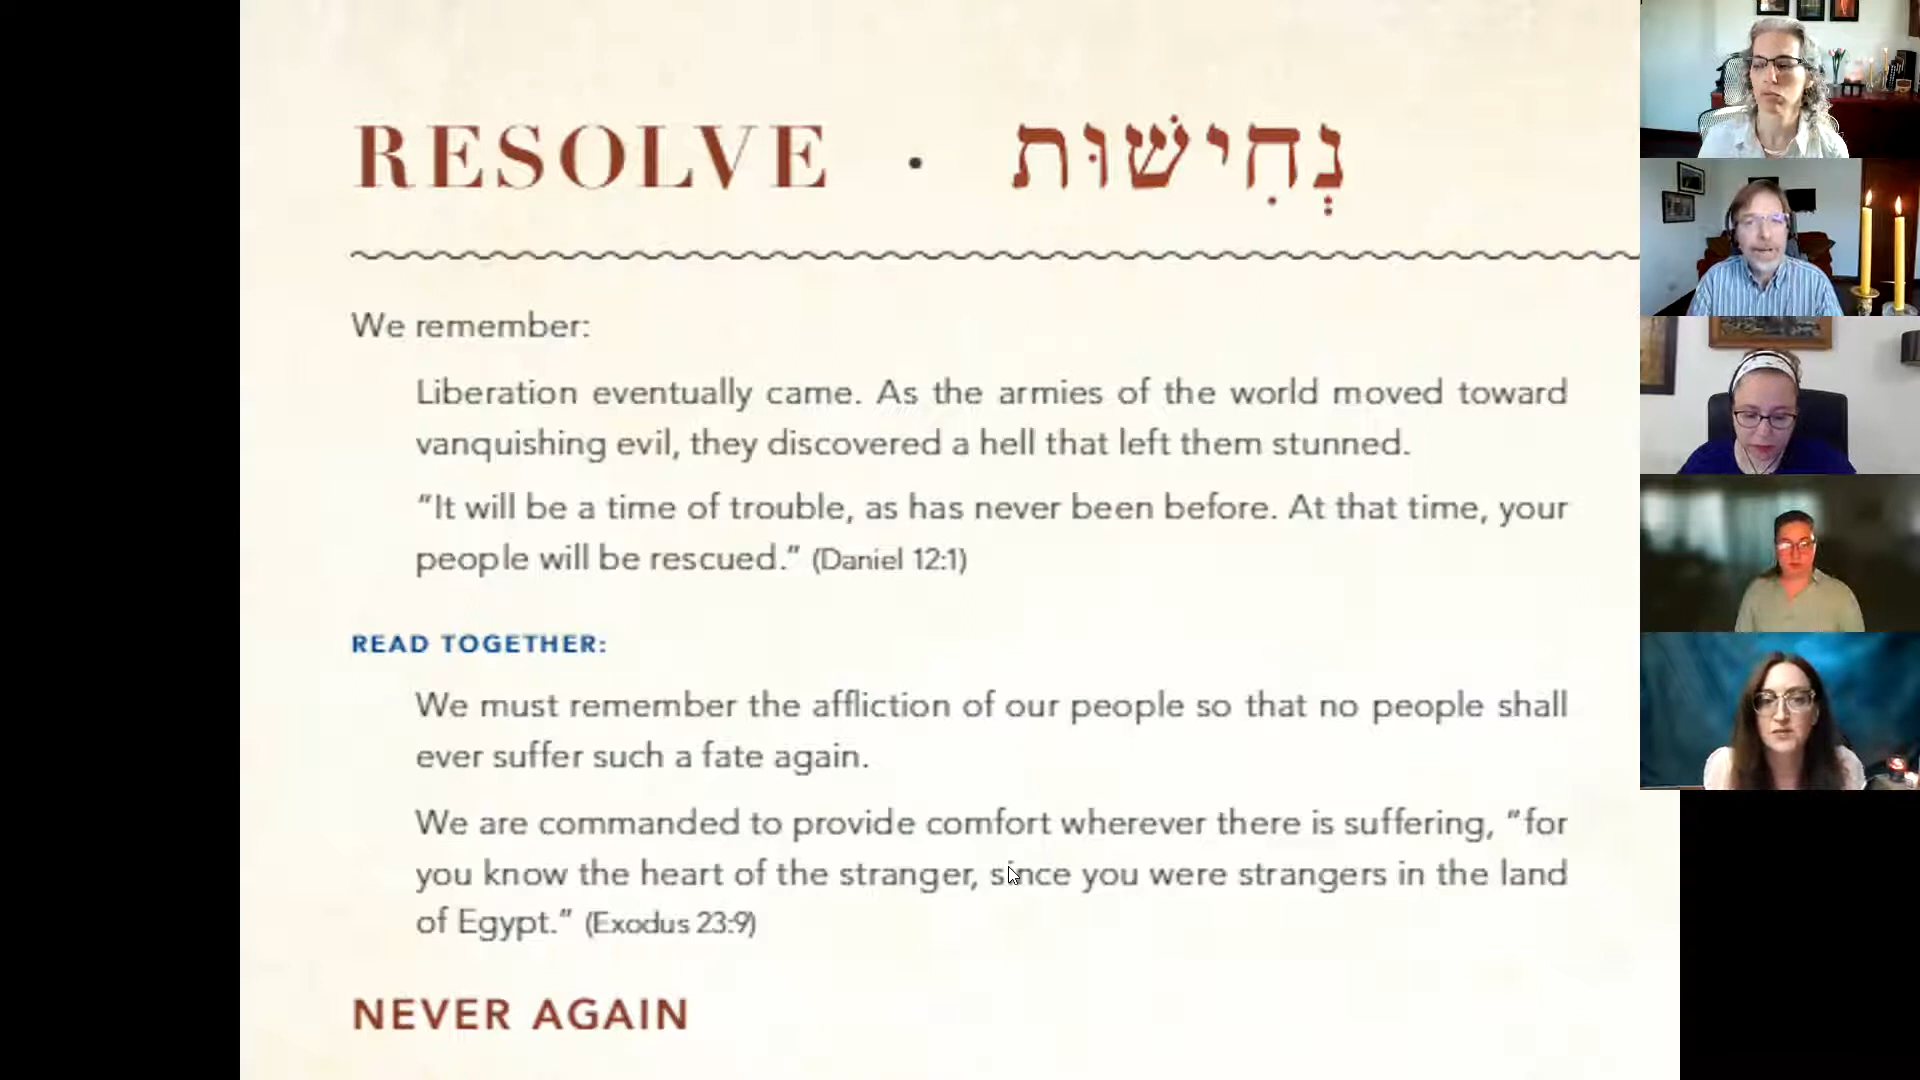 RESOLVE • נְחִישׁוּת
We remember:
Liberation eventually came. As the armies of the world moved toward
vanquishing evil, they discovered a hell that left them stunned.
“It will be a time of trouble, as has never been before. At that time, your
people will be rescued.” (Daniel 12:1)
READ TOGETHER:
We must remember the affliction of our people so that no people shall
ever suffer such a fate again.
We are commanded to provide comfort wherever there is suffering, “for
you know the heart of the stranger, since you were strangers in the land
of Egypt.” (Exodus 23:9)
NEVER AGAIN